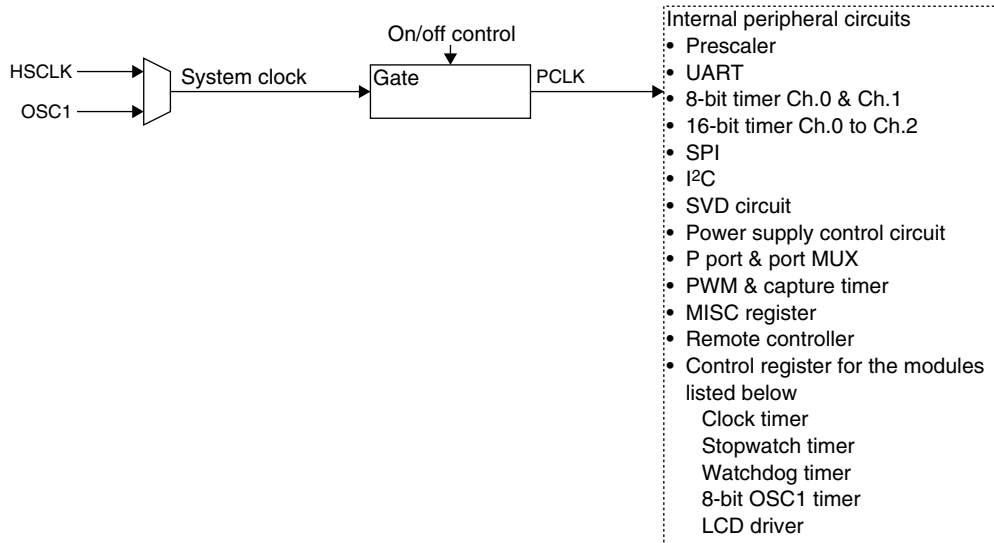 On/off control
HSCLK
OSC1
System clock
Gate
PCLK
Internal peripheral circuits
• Prescaler
• UART
• 8-bit timer Ch.0 & Ch.1
• 16-bit timer Ch.0 to Ch.2
• SPI
• I²C
• SVD circuit
• Power supply control circuit
• P port & port MUX
• PWM & capture timer
• MISC register
• Remote controller
• Control register for the modules
listed below
Clock timer
Stopwatch timer
Watchdog timer
8-bit OSC1 timer
LCD driver